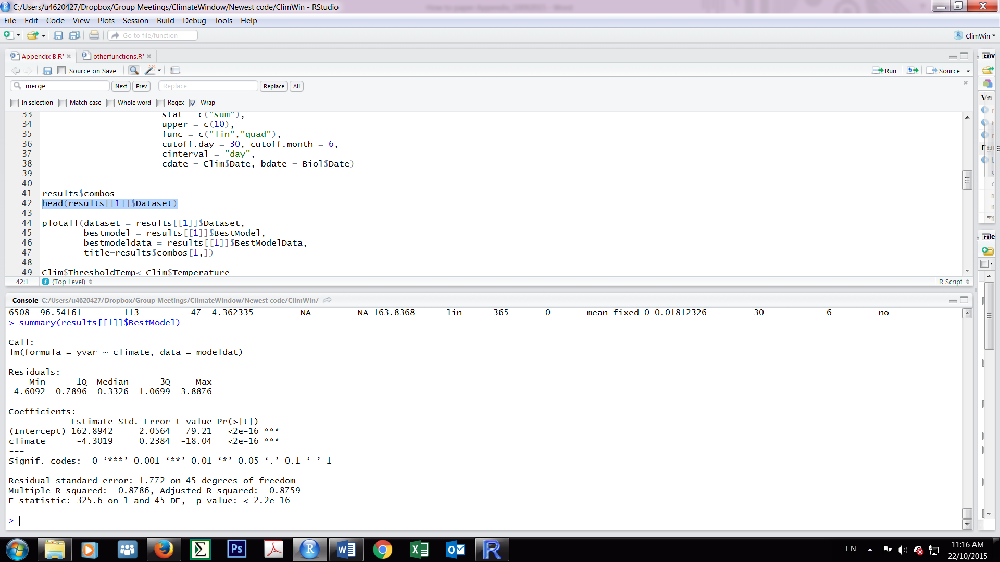 C:/Users/u4620427/Dropbox/Group Meetings/ClimateWindow/Newest code/ClimWin - RStudio
File Edit Code View Plots Session Build Debug Tools Help
Go to file/function
ClimWin
Appendix B.R*
otherfunctions.R*
Env
Source on Save
Run
Source
merge
Next
Prev
Replace
Replace
All
In selection
Match case
Whole word
Regex
Wrap
33 stat = c("sum"),
34 upper = c(10),
35 func = c("lin","quad"),
36 cutoff.day = 30, cutoff.month = 6,
37 cinterval = "day",
38 cdate = Clim$Date, bdate = Biol$Date)
39
40
41 results$combos
42 head(results[[1]]$Dataset)
43
44 plotall(dataset = results[[1]]$Dataset,
45 bestmodel = results[[1]]$BestModel,
46 bestmodeldata = results[[1]]$BestModelData,
47 title=results$combos[1,])
48
49 Clim$ThresholdTemp<-Clim$Temperature
File
42:1 (Top Level) R Script
Console C:/Users/u4620427/Dropbox/Group Meetings/ClimateWindow/Newest code/ClimWin/
6508 -96.54161 113 47 -4.362335 NA NA 163.8368 lin 365 0 mean fixed 0 0.01812326 30 6 no
> summary(results[[1]]$BestModel)
Call:
lm(formula = yvar ~ climate, data = modeldat)
Residuals:
Min 1Q Median 3Q Max
-4.6092 -0.7896 0.3326 1.0699 3.8876
Coefficients:
Estimate Std. Error t value Pr(>|t|)
(Intercept) 162.8942 2.0564 79.21 <2e-16 ***
climate -4.3019 0.2384 -18.04 <2e-16 ***
---
Signif. codes: 0 ‘***’ 0.001 ‘**’ 0.01 ‘*’ 0.05 ‘.’ 0.1 ‘ ’ 1
Residual standard error: 1.772 on 45 degrees of freedom
Multiple R-squared: 0.8786, Adjusted R-squared: 0.8759
F-statistic: 325.6 on 1 and 45 DF, p-value: < 2.2e-16
>
Ps
EN
11:16 AM
22/10/2015